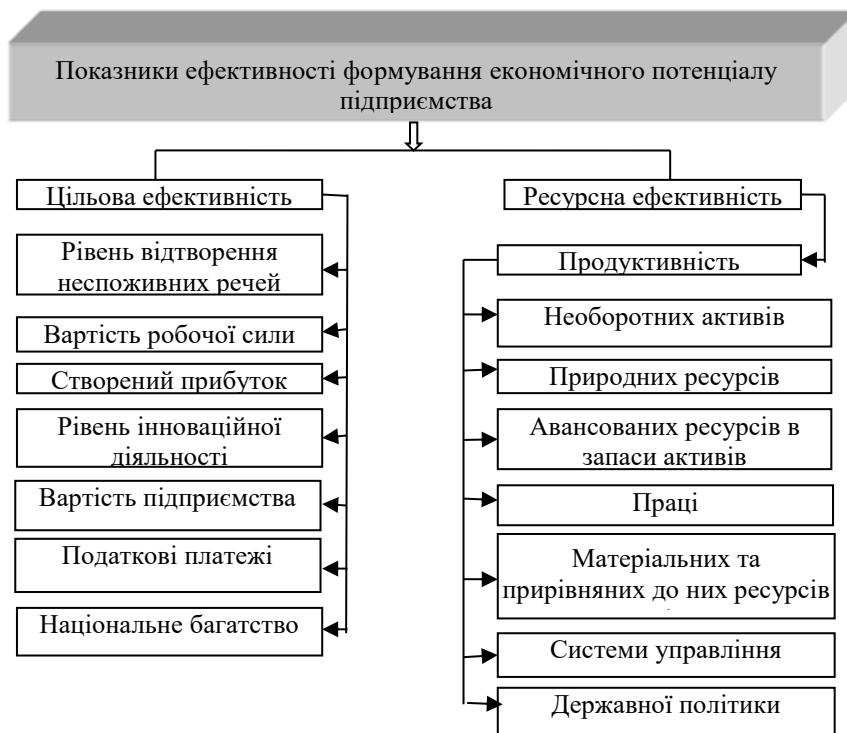 Показники ефективності формування економічного потенціалу
підприємства
Цільова ефективність
Рівень відтворення
неспоживних речей
Вартість робочої сили
Створений прибуток
Рівень інноваційної
діяльності
Вартість підприємства
Податкові платежі
Національне багатство
Ресурсна ефективність
Продуктивність
Необоротних активів
Природних ресурсів
Авансованих ресурсів в
запаси активів
Праці
Матеріальних та
прирівняних до них ресурсів
Системи управління
Державної політики